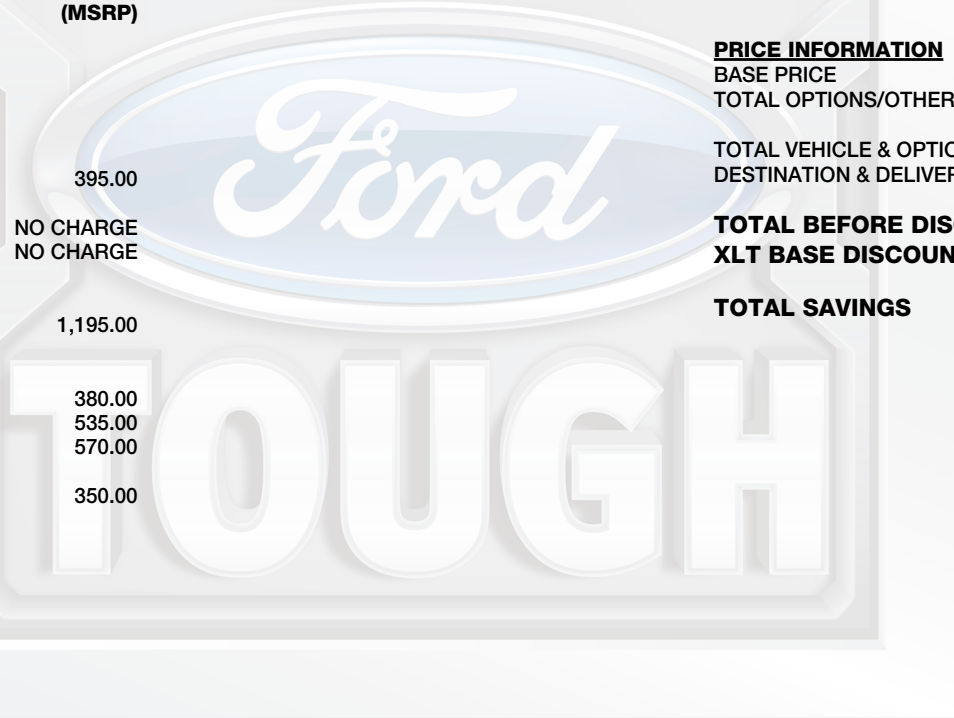 (MSRP)
395.00
NO CHARGE
NO CHARGE
1,195.00
380.00
535.00
570.00
350.00
PRICE INFORMATION
BASE PRICE
TOTAL OPTIONS/OTHER
TOTAL VEHICLE & OPTIO
DESTINATION & DELIVER
TOTAL BEFORE DISC
XLT BASE DISCOUN
TOTAL SAVINGS
Ford
TOUGH